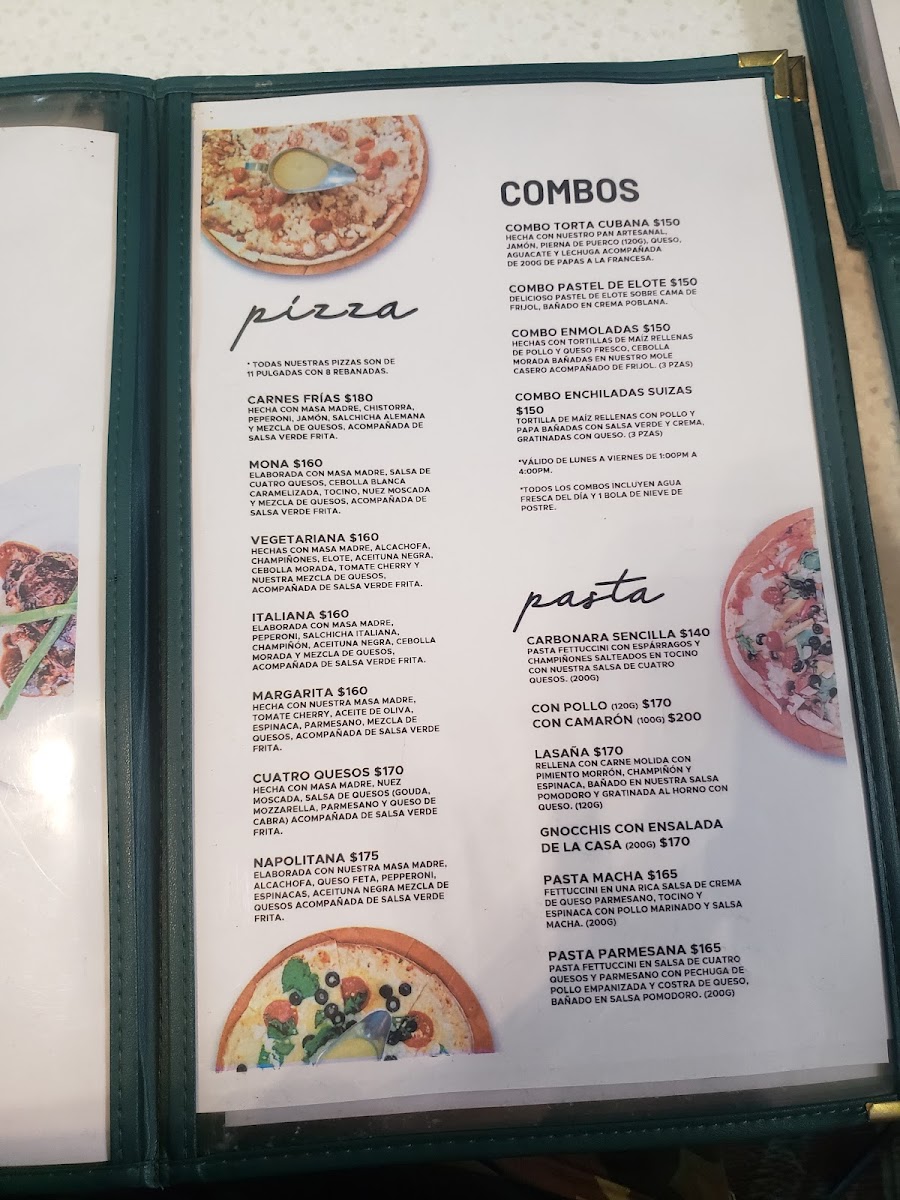 pizza
* TODAS NUESTRAS PIZZAS SON DE
11 PULGADAS CON 8 REBANADAS.
CARNES FRÍAS $180
HECHA CON MASA MADRE, CHISTORRA,
PEPERONI, JAMÓN, SALCHICHA ALEMANA
Y MEZCLA DE QUESOS, ACOMPAÑADA DE
SALSA VERDE FRITA.
MONA $160
ELABORADA CON MASA MADRE, SALSA DE
CUATRO QUESOS, CEBOLLA BLANCA
CARAMELIZADA, TOCINO, NUEZ MOSCADA
Y MEZCLA DE QUESOS, ACOMPAÑADA DE
SALSA VERDE FRITA.
VEGETARIANA $160
HECHAS CON MASA MADRE, ALCACHOFA,
CHAMPIÑONES, ELOTE, ACEITUNA NEGRA,
CEBOLLA MORADA, TOMATE CHERRY Y
NUESTRA MEZCLA DE QUESOS,
ACOMPAÑADA DE SALSA VERDE FRITA.
ITALIANA $160
ELABORADA CON MASA MADRE,
PEPERONI, SALCHICHA ITALIANA,
CHAMPIÑÓN, ACEITUNA NEGRA, CEBOLLA
MORADA Y MEZCLA DE QUESOS,
ACOMPAÑADA DE SALSA VERDE FRITA.
MARGARITA $160
HECHA CON NUESTRA MASA MADRE,
TOMATE CHERRY, ACEITE DE OLIVA,
ESPINACA, PARMESANO, MEZCLA DE
QUESOS, ACOMPAÑADA DE SALSA VERDE
FRITA.
CUATRO QUESOS $170
HECHA CON MASA MADRE, NUEZ
MOSCADA, SALSA DE QUESOS (GOUDA,
MOZZARELLA, PARMESANO Y QUESO DE
CABRA) ACOMPAÑADA DE SALSA VERDE
FRITA.
NAPOLITANA $175
ELABORADA CON NUESTRA MASA MADRE,
ALCACHOFA, QUESO FETA, PEPPERONI,
ESPINACAS, ACEITUNA NEGRA MEZCLA DE
QUESOS ACOMPAÑADA DE SALSA VERDE
FRITA.
COMBOS
COMBO TORTA CUBANA $150
HECHA CON NUESTRO PAN ARTESANAL,
JAMÓN, PIERNA DE PUERCO (120G), QUESO,
AGUACATE Y LECHUGA ACOMPAÑADA
DE 200G DE PAPAS A LA FRANCESA.
COMBO PASTEL DE ELOTE $150
DELICIOSO PASTEL DE ELOTE SOBRE CAMA DE
FRIJOL, BAÑADO EN CREMA POBLANA.
COMBO ENMOLADAS $150
HECHAS CON TORTILLAS DE MAÍZ RELLENAS
DE POLLO Y QUESO FRESCO, CEBOLLA
MORADA BAÑADAS EN NUESTRO MOLE
CASERO ACOMPAÑADO DE FRIJOL. (3 PZAS)
COMBO ENCHILADAS SUIZAS
$150
TORTILLA DE MAÍZ RELLENAS CON POLLO Y
PAPA BAÑADAS CON SALSA VERDE Y CREMA,
GRATINADAS CON QUESO. (3 PZAS)
*VÁLIDO DE LUNES A VIERNES DE 1:00PM A
4:00PM.
*TODOS LOS COMBOS INCLUYEN AGUA
FRESCA DEL DÍA Y 1 BOLA DE NIEVE DE
POSTRE.
pasta
CARBONARA SENCILLA $140
PASTA FETTUCCINI CON ESPÁRRAGOS Y
CHAMPIÑONES SALTEADOS EN TOCINO
CON NUESTRA SALSA DE CUATRO
QUESOS. (200G)
CON POLLO (120G) $170
CON CAMARÓN (100G) $200
LASAÑA $170
RELLENA CON CARNE MOLIDA CON
PIMIENTO MORRÓN, CHAMPIÑÓN Y
ESPINACA, BAÑADO EN NUESTRA SALSA
POMODORO Y GRATINADA AL HORNO CON
QUESO. (120G)
GNOCCHIS CON ENSALADA
DE LA CASA (200G) $170
PASTA MACHA $165
FETTUCCINI EN UNA RICA SALSA DE CREMA
DE QUESO PARMESANO, TOCINO Y
ESPINACA CON POLLO MARINADO Y SALSA
MACHA. (200G)
PASTA PARMESANA $165
PASTA FETTUCCINI EN SALSA DE CUATRO
QUESOS Y PARMESANO CON PECHUGA DE
POLLO EMPANIZADA Y COSTRA DE QUESO,
BAÑADO EN SALSA POMODORO. (200G)